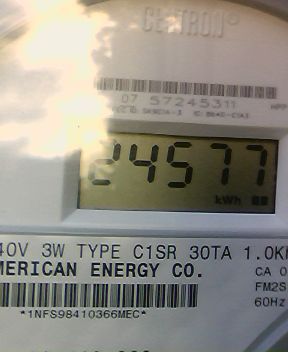 CENTRON®
07 57245311
24577
kWh
40V 3W TYPE C1SR 30TA 1.0K
MERICAN ENERGY CO.
CA 0
FM2S
60Hz
*1NFS98410366MEC*